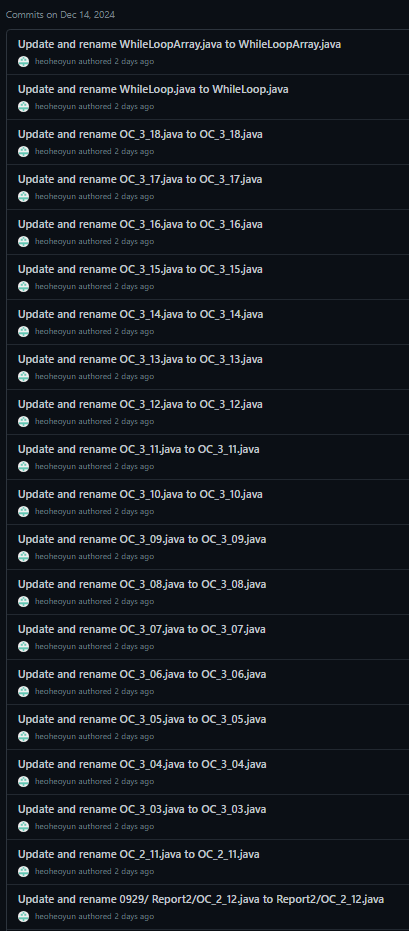 Commits on Dec 14, 2024
Update and rename WhileLoopArray.java to WhileLoopArray.java
heoheoyun authored 2 days ago
Update and rename WhileLoop.java to WhileLoop.java
heoheoyun authored 2 days ago
Update and rename OC_3_18.java to OC_3_18.java
heoheoyun authored 2 days ago
Update and rename OC_3_17.java to OC_3_17.java
heoheoyun authored 2 days ago
Update and rename OC_3_16.java to OC_3_16.java
heoheoyun authored 2 days ago
Update and rename OC_3_15.java to OC_3_15.java
heoheoyun authored 2 days ago
Update and rename OC_3_14.java to OC_3_14.java
heoheoyun authored 2 days ago
Update and rename OC_3_13.java to OC_3_13.java
heoheoyun authored 2 days ago
Update and rename OC_3_12.java to OC_3_12.java
heoheoyun authored 2 days ago
Update and rename OC_3_11.java to OC_3_11.java
heoheoyun authored 2 days ago
Update and rename OC_3_10.java to OC_3_10.java
heoheoyun authored 2 days ago
Update and rename OC_3_09.java to OC_3_09.java
heoheoyun authored 2 days ago
Update and rename OC_3_08.java to OC_3_08.java
heoheoyun authored 2 days ago
Update and rename OC_3_07.java to OC_3_07.java
heoheoyun authored 2 days ago
Update and rename OC_3_06.java to OC_3_06.java
heoheoyun authored 2 days ago
Update and rename OC_3_05.java to OC_3_05.java
heoheoyun authored 2 days ago
Update and rename OC_3_04.java to OC_3_04.java
heoheoyun authored 2 days ago
Update and rename OC_3_03.java to OC_3_03.java
heoheoyun authored 2 days ago
Update and rename OC_2_11.java to OC_2_11.java
heoheoyun authored 2 days ago
Update and rename 0929/ Report2/OC_2_12.java to Report2/OC_2_12.java
heoheoyun authored 2 days ago